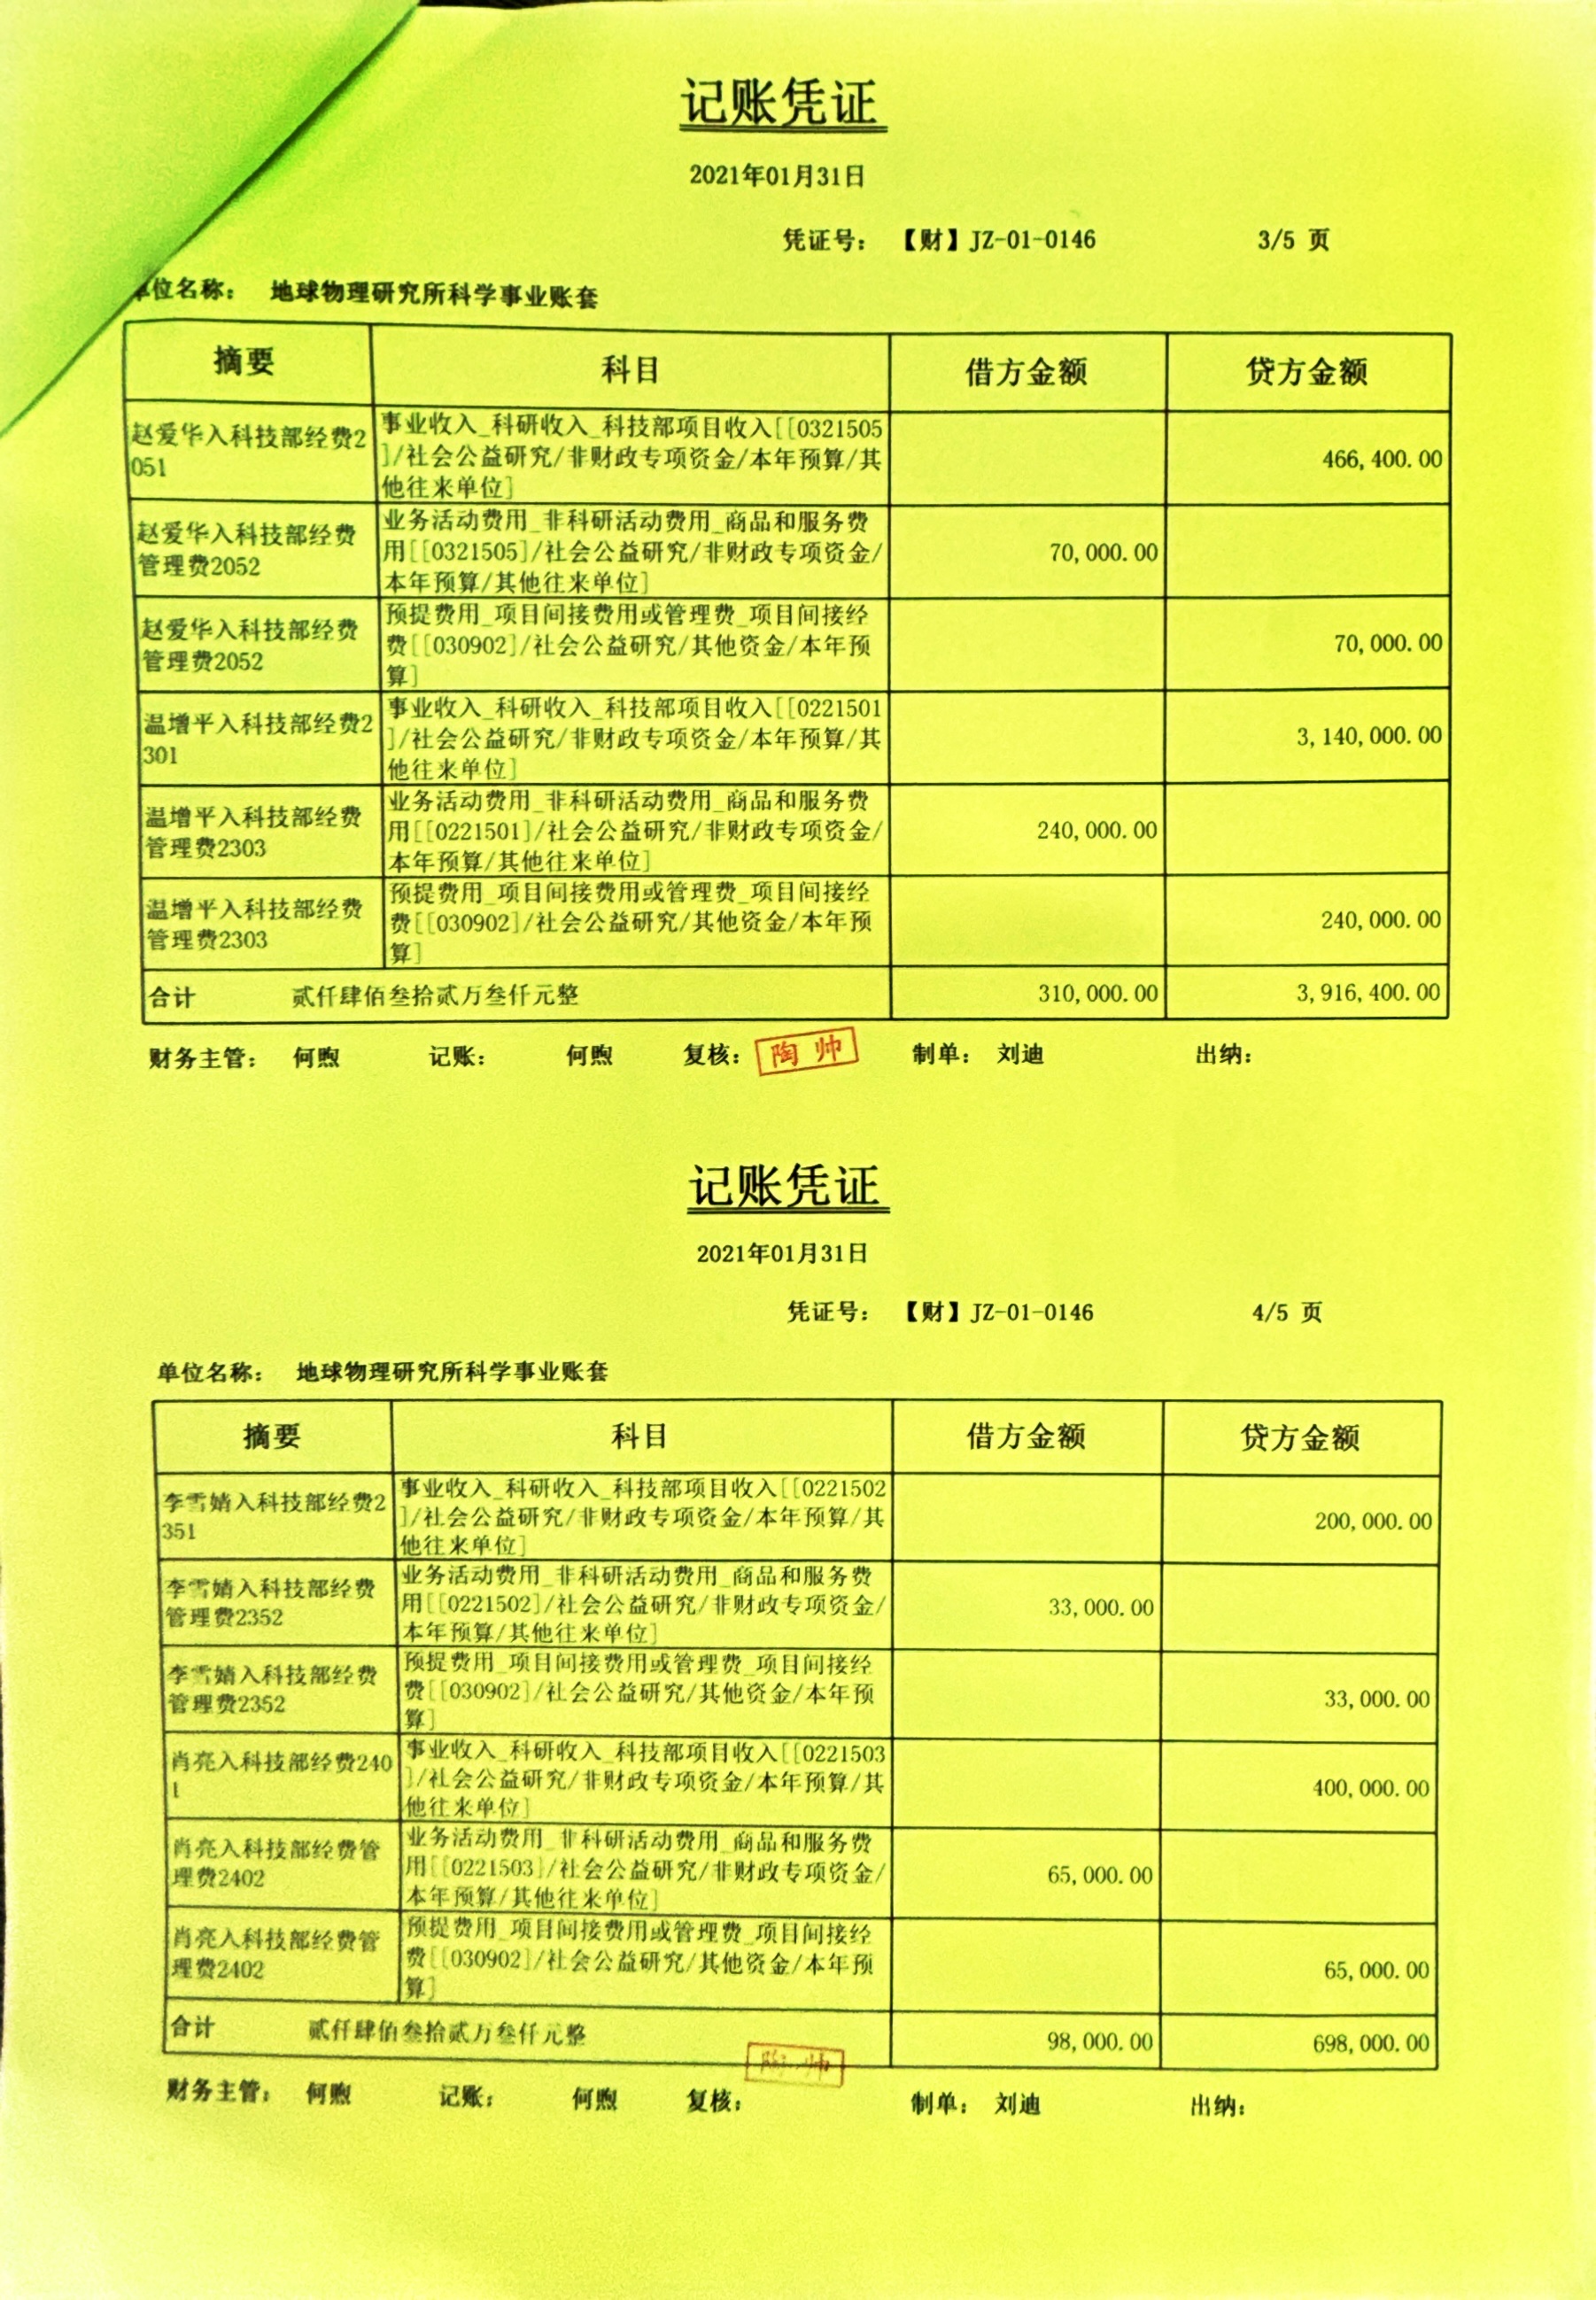 记账凭证
2021年01月31日
凭证号： 【财】JZ-01-0146 3/5 页
单位名称： 地球物理研究所科学事业账套
摘要 科目 借方金额 贷方金额
赵爱华入科技部经费2
051
事业收入_科研收入_科技部项目收入[[0321505
]/社会公益研究/非财政专项资金/本年预算/其
他往来单位]
466,400.00
赵爱华入科技部经费
管理费2052
业务活动费用_非科研活动费用_商品和服务费
用[[0321505]/社会公益研究/非财政专项资金/
本年预算/其他往来单位]
70,000.00
赵爱华入科技部经费
管理费2052
预提费用_项目间接费用或管理费_项目间接经
费[[030902]/社会公益研究/其他资金/本年预
算]
70,000.00
温增平入科技部经费2
301
事业收入_科研收入_科技部项目收入[[0221501
]/社会公益研究/非财政专项资金/本年预算/其
他往来单位]
3,140,000.00
温增平入科技部经费
管理费2303
业务活动费用_非科研活动费用_商品和服务费
用[[0221501]/社会公益研究/非财政专项资金/
本年预算/其他往来单位]
240,000.00
温增平入科技部经费
管理费2303
预提费用_项目间接费用或管理费_项目间接经
费[[030902]/社会公益研究/其他资金/本年预
算]
240,000.00
合计 贰仟肆佰叁拾贰万叁仟元整 310,000.00 3,916,400.00
财务主管： 何煦 记账： 何煦 复核： 陶帅 制单： 刘迪 出纳：
记账凭证
2021年01月31日
凭证号： 【财】JZ-01-0146 4/5 页
单位名称： 地球物理研究所科学事业账套
摘要 科目 借方金额 贷方金额
李雪婧入科技部经费2
351
事业收入_科研收入_科技部项目收入[[0221502
]/社会公益研究/非财政专项资金/本年预算/其
他往来单位]
200,000.00
李雪婧入科技部经费
管理费2352
业务活动费用_非科研活动费用_商品和服务费
用[[0221502]/社会公益研究/非财政专项资金/
本年预算/其他往来单位]
33,000.00
李雪婧入科技部经费
管理费2352
预提费用_项目间接费用或管理费_项目间接经
费[[030902]/社会公益研究/其他资金/本年预
算]
33,000.00
肖亮入科技部经费240
1
事业收入_科研收入_科技部项目收入[[0221503
]/社会公益研究/非财政专项资金/本年预算/其
他往来单位]
400,000.00
肖亮入科技部经费管
理费2402
业务活动费用_非科研活动费用_商品和服务费
用[[0221503]/社会公益研究/非财政专项资金/
本年预算/其他往来单位]
65,000.00
肖亮入科技部经费管
理费2402
预提费用_项目间接费用或管理费_项目间接经
费[[030902]/社会公益研究/其他资金/本年预
算]
65,000.00
合计 贰仟肆佰叁拾贰万叁仟元整 98,000.00 698,000.00
陶帅
财务主管： 何煦 记账： 何煦 复核： 制单： 刘迪 出纳：